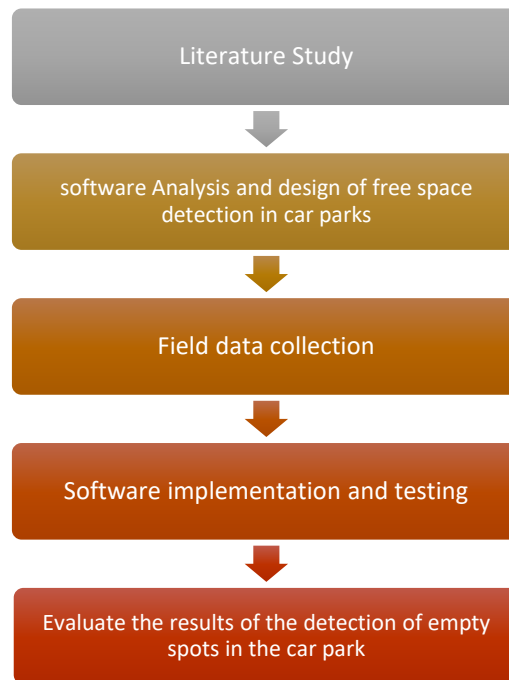 Literature Study
software Analysis and design of free space
detection in car parks
Field data collection
Software implementation and testing
Evaluate the results of the detection of empty
spots in the car park